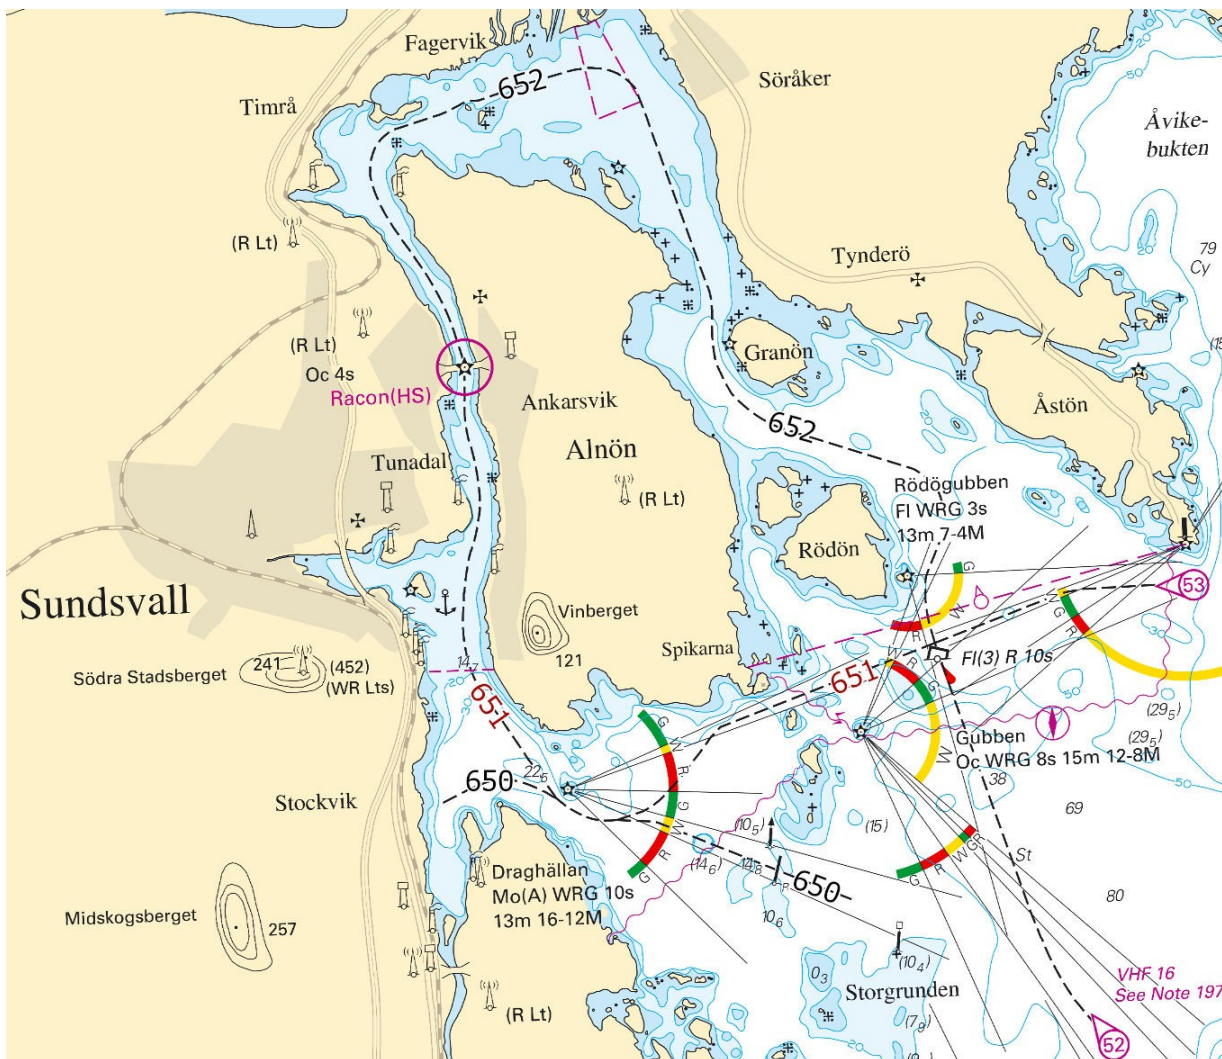 Fagervik
652
Söråker
Timrå
Åvike-
bukten
(R Lt)
Tynderö
79
Cy
(R Lt)
Oc 4s
Racon(HS)
Granön
Ankarsvik
Åstön
652
Alnön
Tunadal
(R Lt)
Rödögubben
Fl WRG 3s
13m 7-4M
Rödön
G
W
R
53
W
G
R
Sundsvall
Vinberget
121
Spikarna
Fl(3) R 10s
Södra Stadsberget
241
(452)
(WR Lts)
14₇
20
30
651
651
W
R
G
W
50
(29₅)
(29₅)
Gubben
Oc WRG 8s 15m 12-8M
38
G
W
R
G
W
R
G
22₅
650
Stockvik
69
(10₅)
(15)
(14₆)
14₈
Draghällan
Mo(A) WRG 10s
13m 16-12M
650
G
R
W
G
R
St
80
10₆
Midskogsberget
257
(10₄)
0₃
Storgrunden
(R Lt)
VHF 16
See Note 197
52